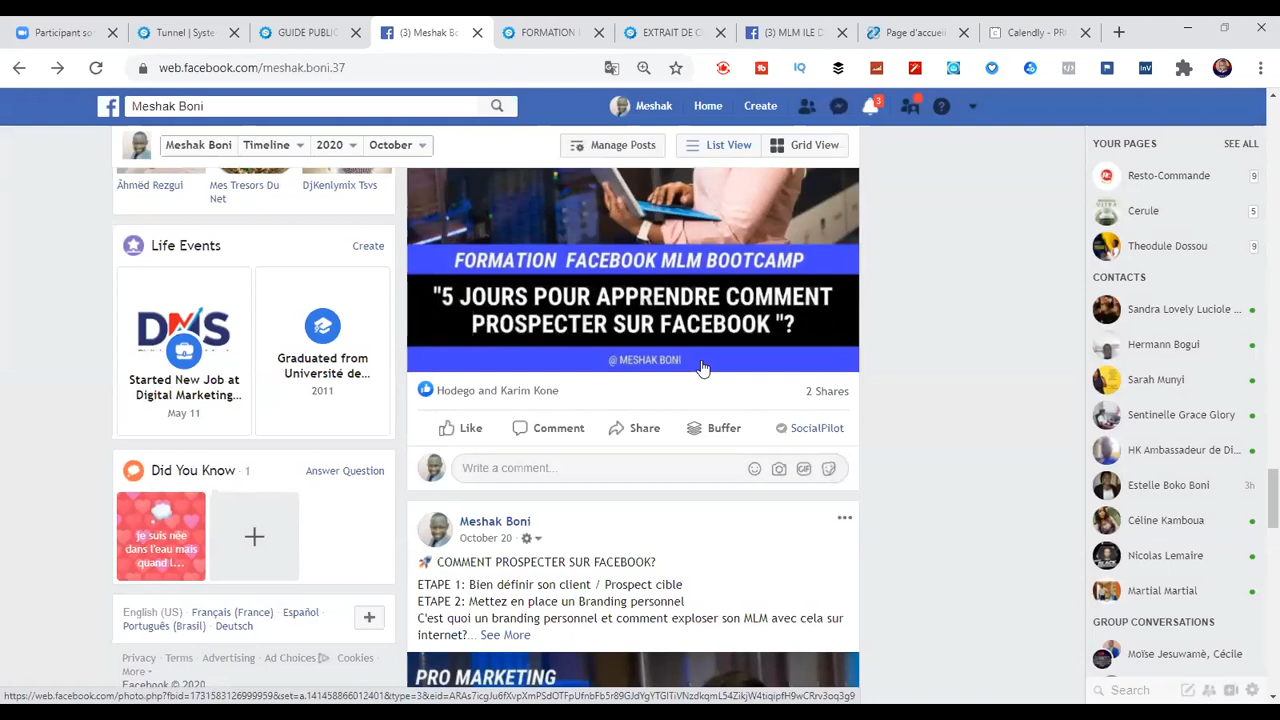 Participant so
Tunnel | Syste
GUIDE PUBLIC
(3) Meshak Bo
FORMATION
EXTRAIT DE C
(3) MLM ILE D
Page d'accuei
Calendly - PRI
web.facebook.com/meshak.boni.37
Meshak Boni
Meshak
Home
Create
3
Meshak Boni
Timeline
2020
October
Manage Posts
List View
Grid View
Âhmëd Rezgui
Mes Tresors Du
Net
DjKenlymix Tsvs
Life Events
Create
DMS
Started New Job at
Digital Marketing...
May 11
Graduated from
Université de...
2011
Did You Know · 1
Answer Question
je suis née
dans l'eau mais
quand l...
English (US) · Français (France) · Español ·
Português (Brasil) · Deutsch
Privacy · Terms · Advertising · Ad Choices · Cookies ·
More
Facebook © 2020
FORMATION FACEBOOK MLM BOOTCAMP
"5 JOURS POUR APPRENDRE COMMENT
PROSPECTER SUR FACEBOOK "?
@ MESHAK BONI
Hodego and Karim Kone
2 Shares
Like
Comment
Share
Buffer
SocialPilot
Write a comment...
GIF
Meshak Boni
October 20 ·
🚀 COMMENT PROSPECTER SUR FACEBOOK?
ETAPE 1: Bien définir son client / Prospect cible
ETAPE 2: Mettez en place un Branding personnel
C'est quoi un branding personnel et comment exploser son MLM avec cela sur
internet?... See More
PRO MARKETING
YOUR PAGES
SEE ALL
Resto-Commande
9
Cerule
5
Theodule Dossou
9
CONTACTS
Sandra Lovely Luciole ...
Hermann Bogui
Sarah Munyi
Sentinelle Grace Glory
HK Ambassadeur de Di...
Estelle Boko Boni
3h
Céline Kamboua
Nicolas Lemaire
Martial Martial
GROUP CONVERSATIONS
Moïse Jesuwamè, Cécile
Search